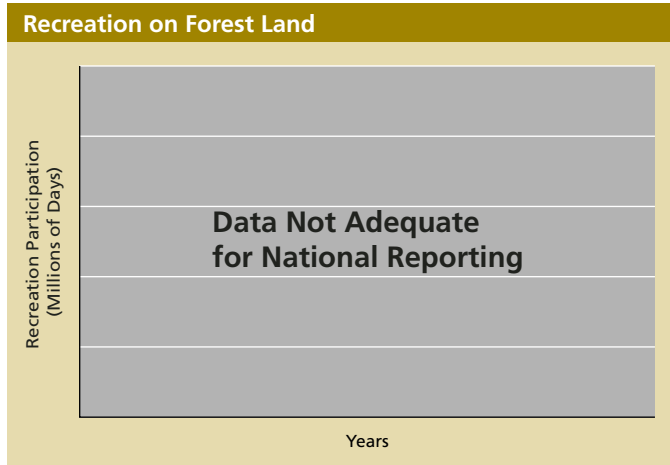 Recreation on Forest Land
Recreation Participation
(Millions of Days)
Data Not Adequate
for National Reporting
Years